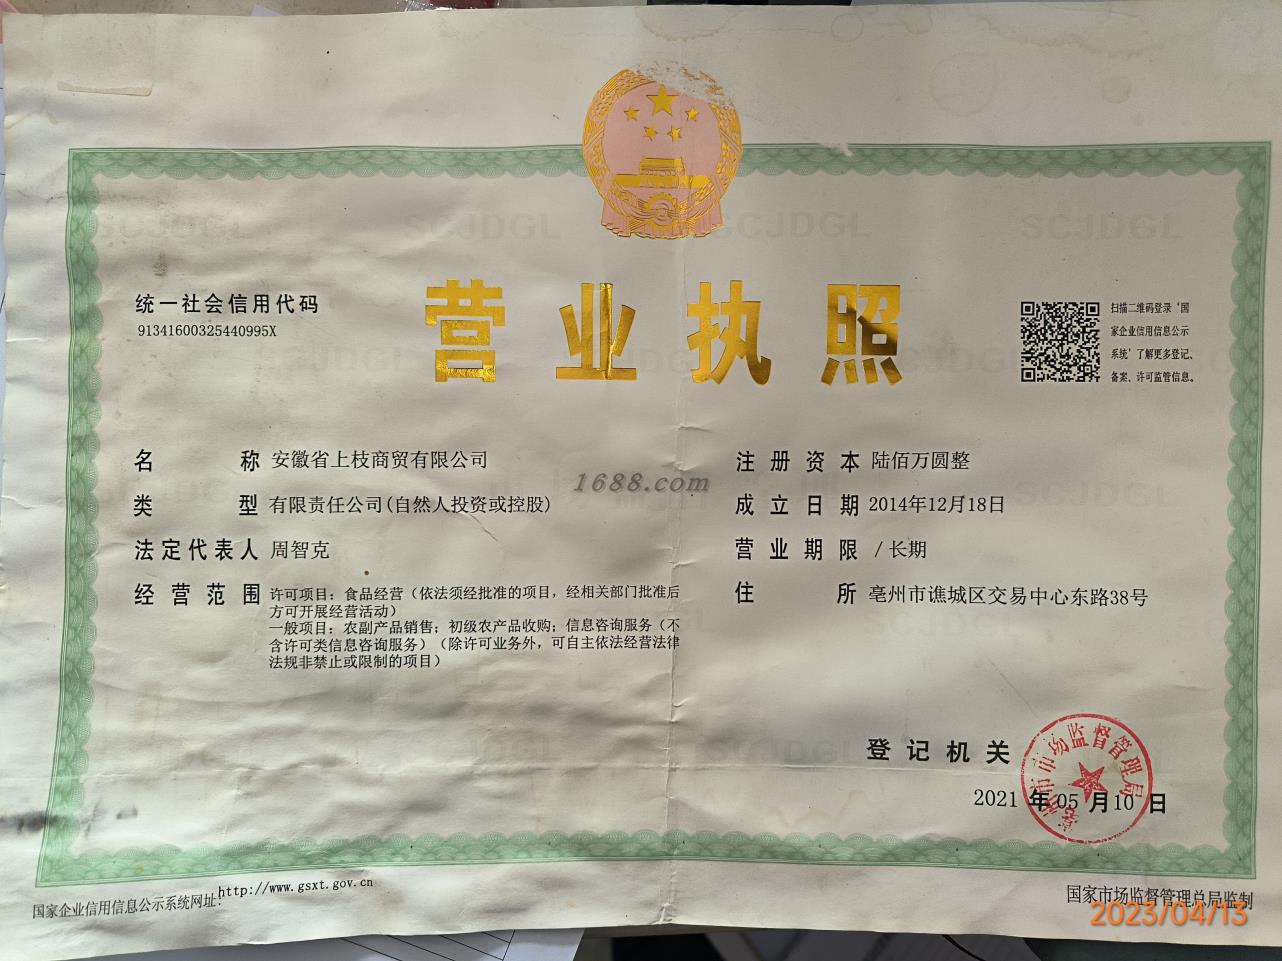 营业执照
统一社会信用代码
91341600325440995X
扫描二维码登录‘国
家企业信用信息公示
系统’了解更多登记、
备案、许可监管信息。
名称 安徽省上枝商贸有限公司
类型 有限责任公司(自然人投资或控股)
法定代表人 周智克
经营范围 许可项目：食品经营（依法须经批准的项目，经相关部门批准后
方可开展经营活动）
一般项目：农副产品销售；初级农产品收购；信息咨询服务（不
含许可类信息咨询服务）（除许可业务外，可自主依法经营法律
法规非禁止或限制的项目）
注册资本 陆佰万圆整
成立日期 2014年12月18日
营业期限 / 长期
住所 亳州市谯城区交易中心东路38号
1688.com
登记机关
亳州市市场监督管理局
2021 年 05 月 10 日
国家企业信用信息公示系统网址：http://www.gsxt.gov.cn
国家市场监督管理总局监制
2023/04/13
SCJDGL SCJDGL SCJDGL